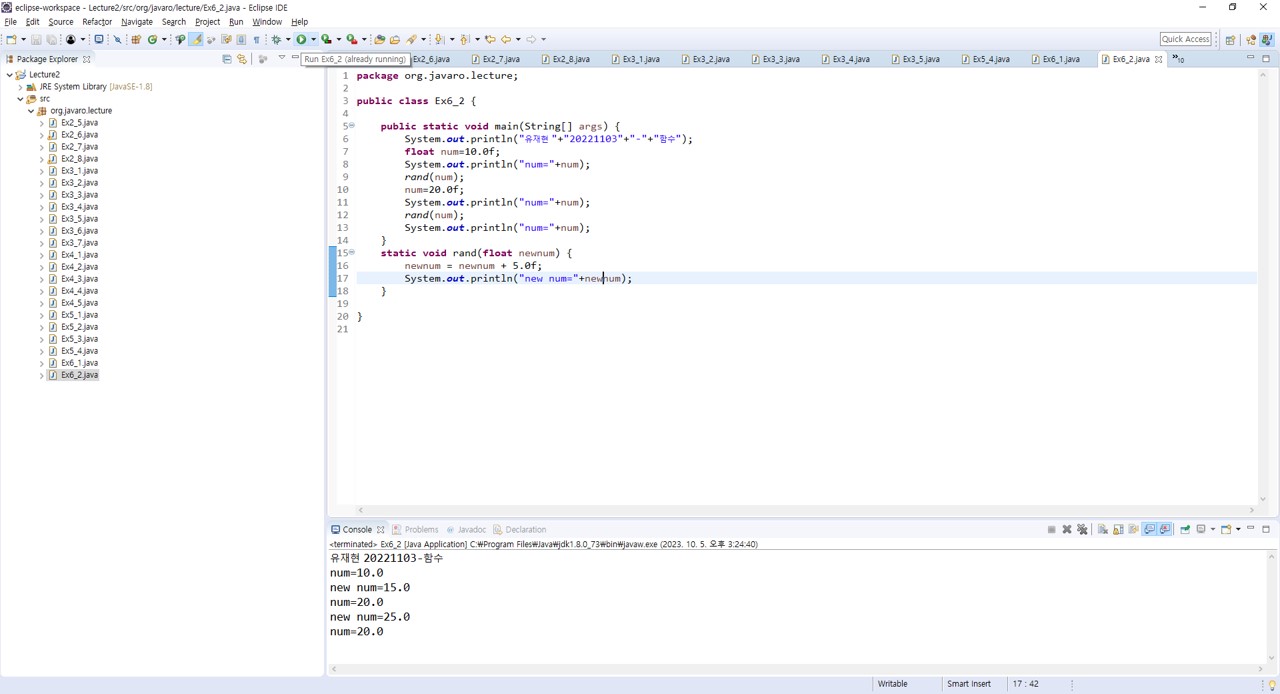 eclipse-workspace - Lecture2/src/org/javaro/lecture/Ex6_2.java - Eclipse IDE
File Edit Source Refactor Navigate Search Project Run Window Help
Quick Access
Package Explorer
Run Ex6_2 (already running)
Ex2_6.java Ex2_7.java Ex2_8.java Ex3_1.java Ex3_2.java Ex3_3.java Ex3_4.java Ex3_5.java Ex5_4.java Ex6_1.java Ex6_2.java »10
Lecture2
JRE System Library [JavaSE-1.8]
src
org.javaro.lecture
Ex2_5.java
Ex2_6.java
Ex2_7.java
Ex2_8.java
Ex3_1.java
Ex3_2.java
Ex3_3.java
Ex3_4.java
Ex3_5.java
Ex3_6.java
Ex3_7.java
Ex4_1.java
Ex4_2.java
Ex4_3.java
Ex4_4.java
Ex4_5.java
Ex5_1.java
Ex5_2.java
Ex5_3.java
Ex5_4.java
Ex6_1.java
Ex6_2.java
1 package org.javaro.lecture;
2
3 public class Ex6_2 {
4
5 public static void main(String[] args) {
6 System.out.println("유재현 "+"20221103"+"-"+"함수");
7 float num=10.0f;
8 System.out.println("num="+num);
9 rand(num);
10 num=20.0f;
11 System.out.println("num="+num);
12 rand(num);
13 System.out.println("num="+num);
14 }
15 static void rand(float newnum) {
16 newnum = newnum + 5.0f;
17 System.out.println("new num="+newnum);
18 }
19
20 }
21
Console Problems Javadoc Declaration
<terminated> Ex6_2 [Java Application] C:₩Program Files₩Java₩jdk1.8.0_73₩bin₩javaw.exe (2023. 10. 5. 오후 3:24:40)
유재현 20221103-함수
num=10.0
new num=15.0
num=20.0
new num=25.0
num=20.0
Writable Smart Insert 17 : 42